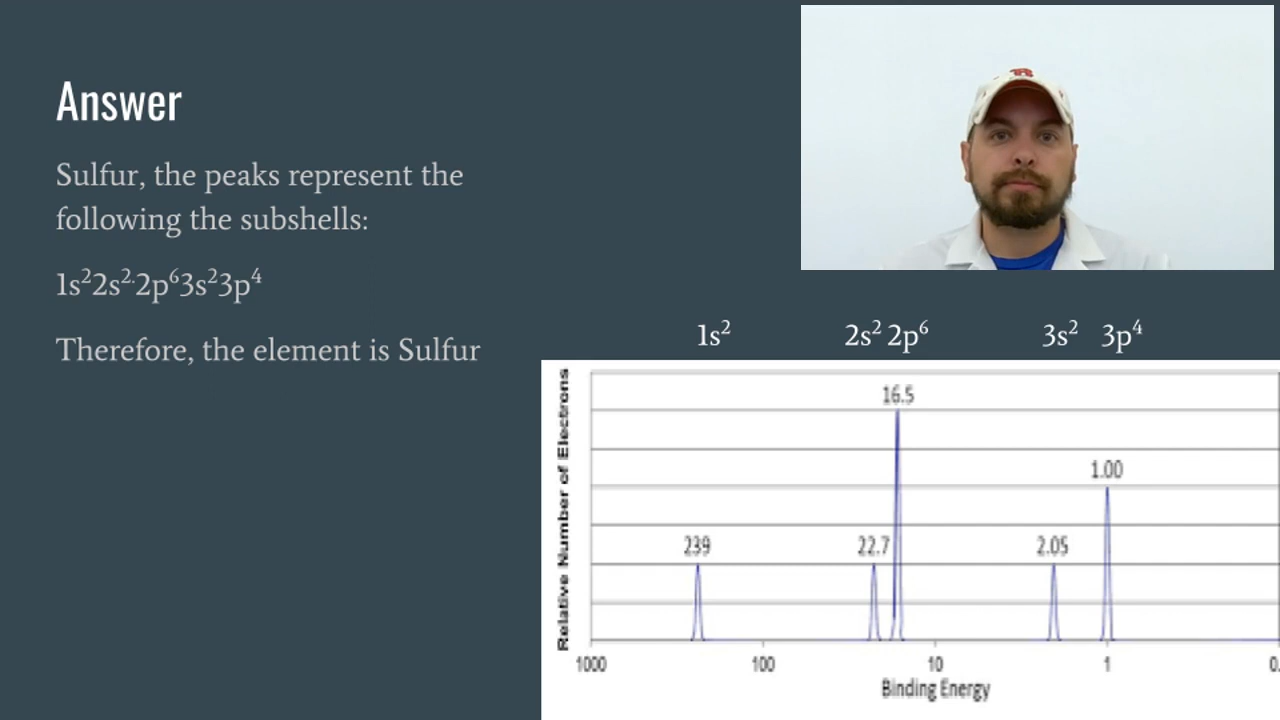 Answer
Sulfur, the peaks represent the
following the subshells:
1s²2s²·2p⁶3s²3p⁴
Therefore, the element is Sulfur
1s² 2s² 2p⁶ 3s² 3p⁴
Relative Number of Electrons
16.5
1.00
239 22.7 2.05
1000 100 10 1 0.
Binding Energy